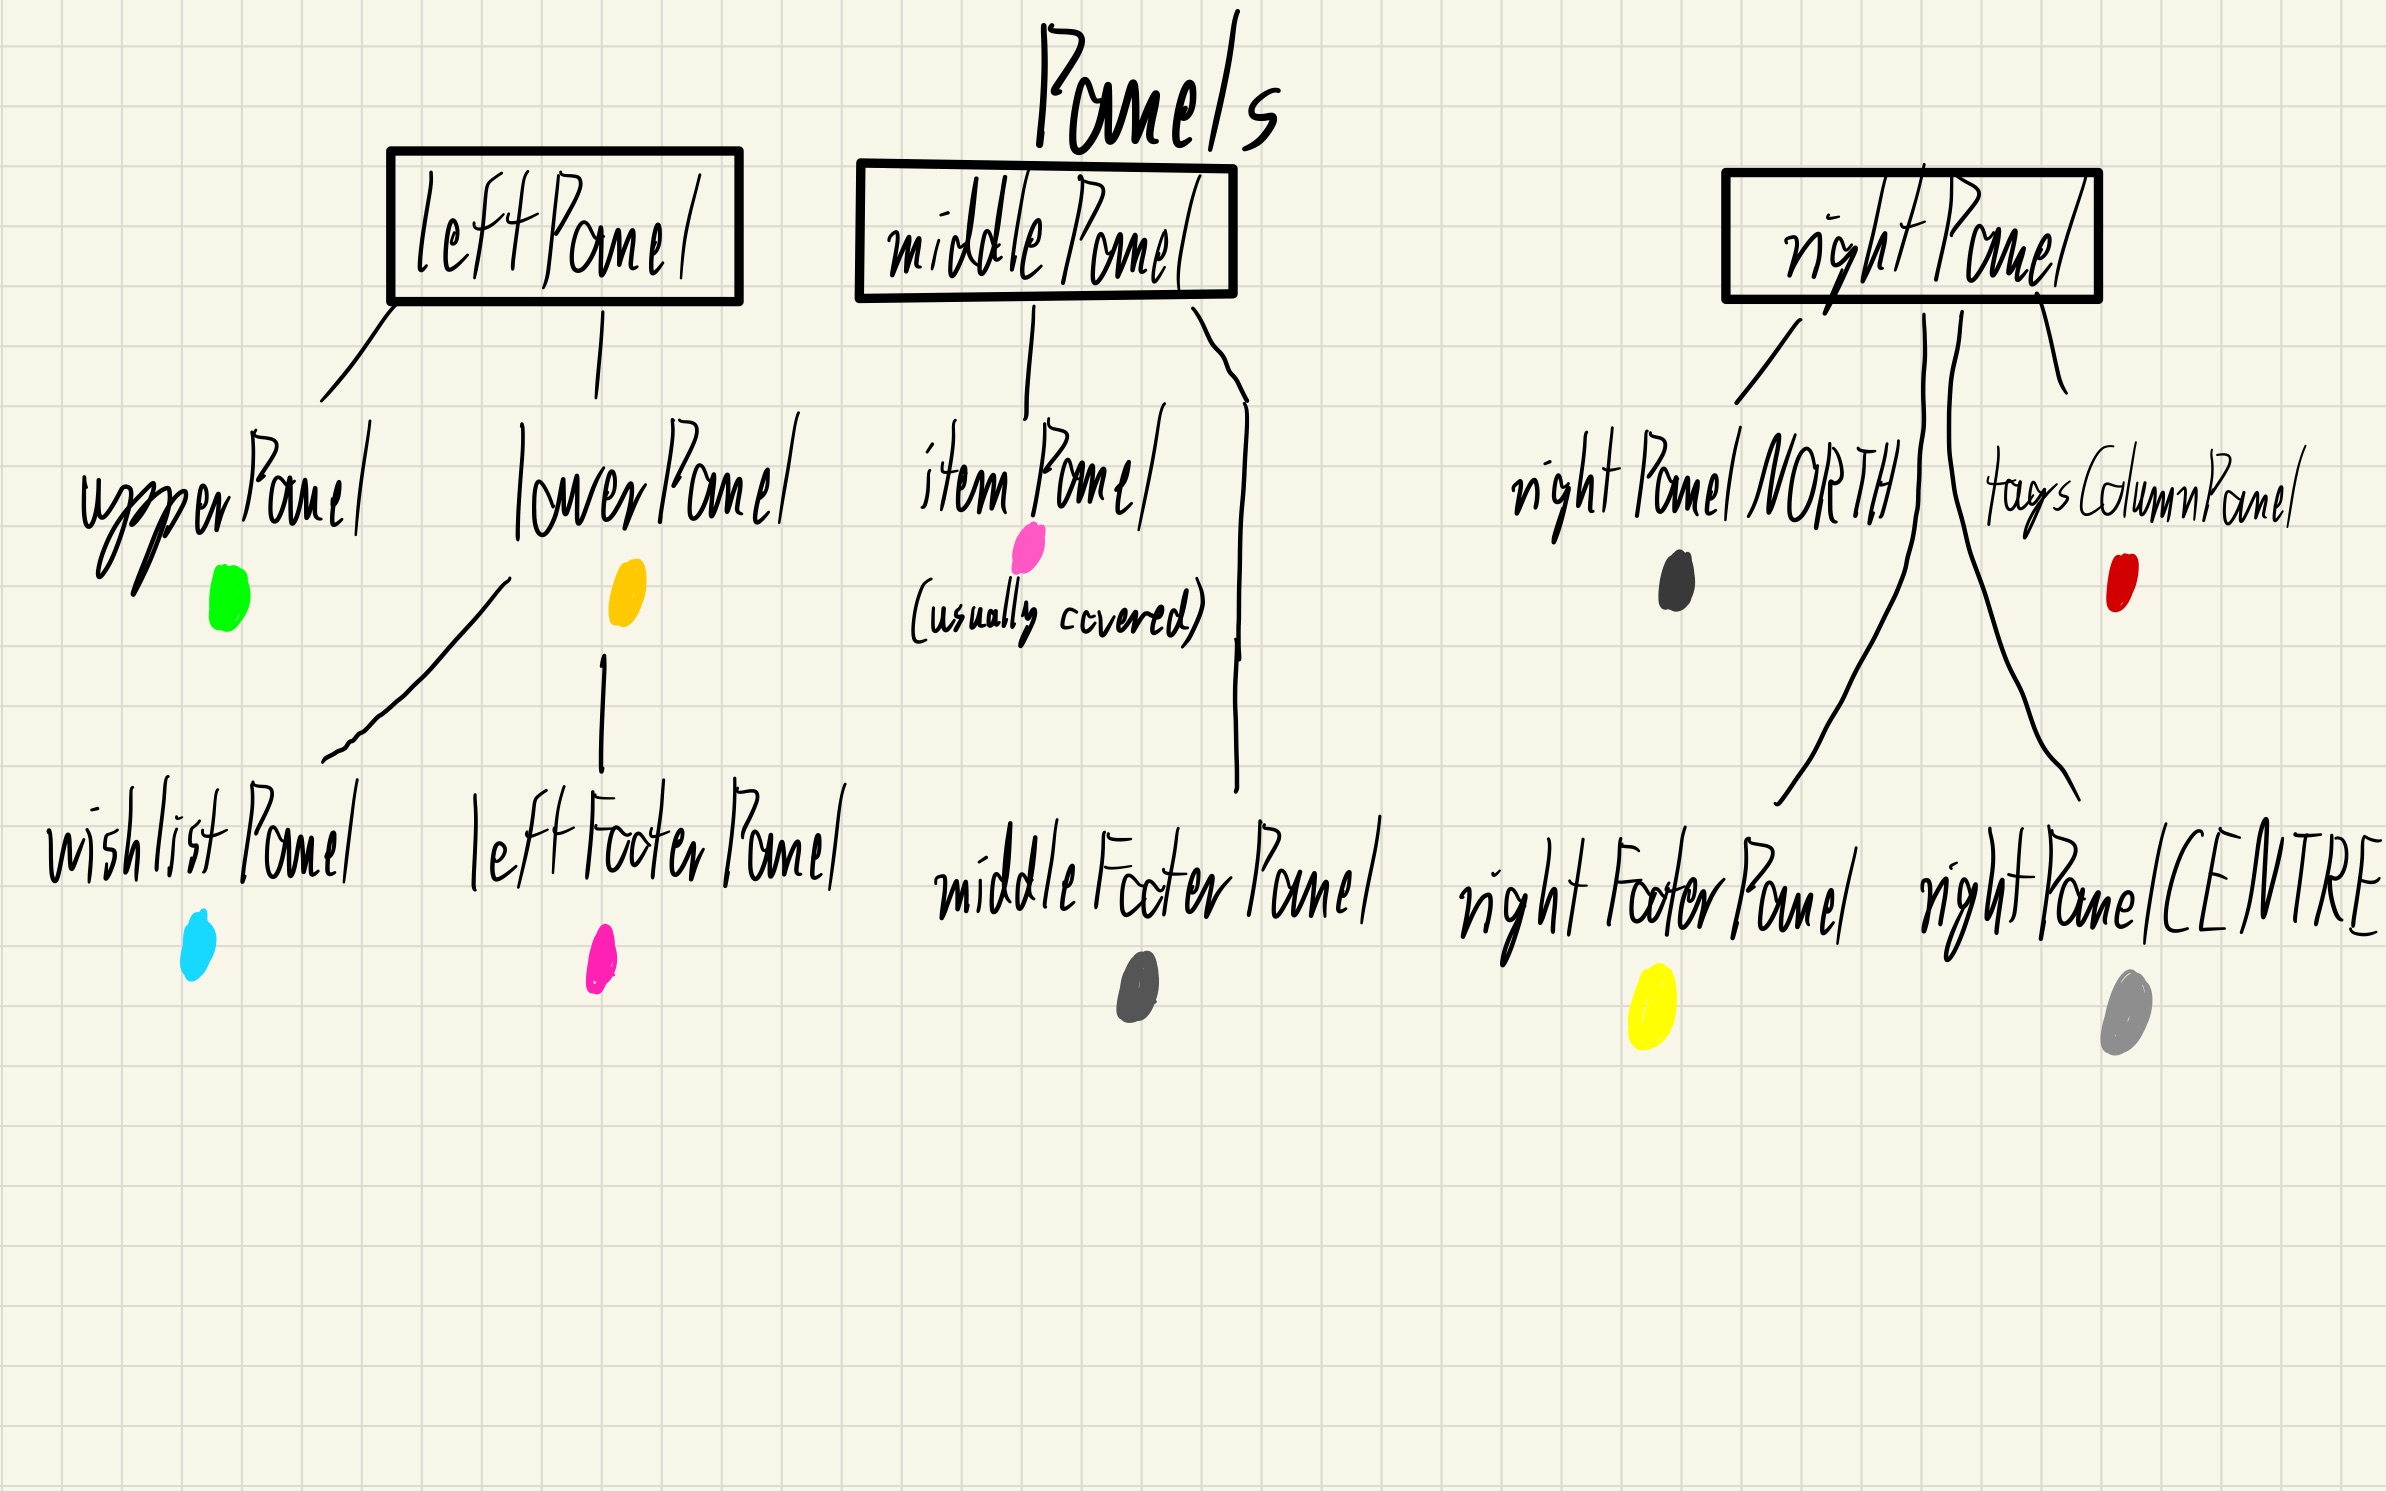 Panels
leftPanel
middlePanel
rightPanel
upperPanel
lowerPanel
itemPanel
(usually covered)
rightPanelNORTH
tagsColumnPanel
wishlistPanel
leftFooterPanel
middleFooterPanel
rightFooterPanel
rightPanelCENTRE